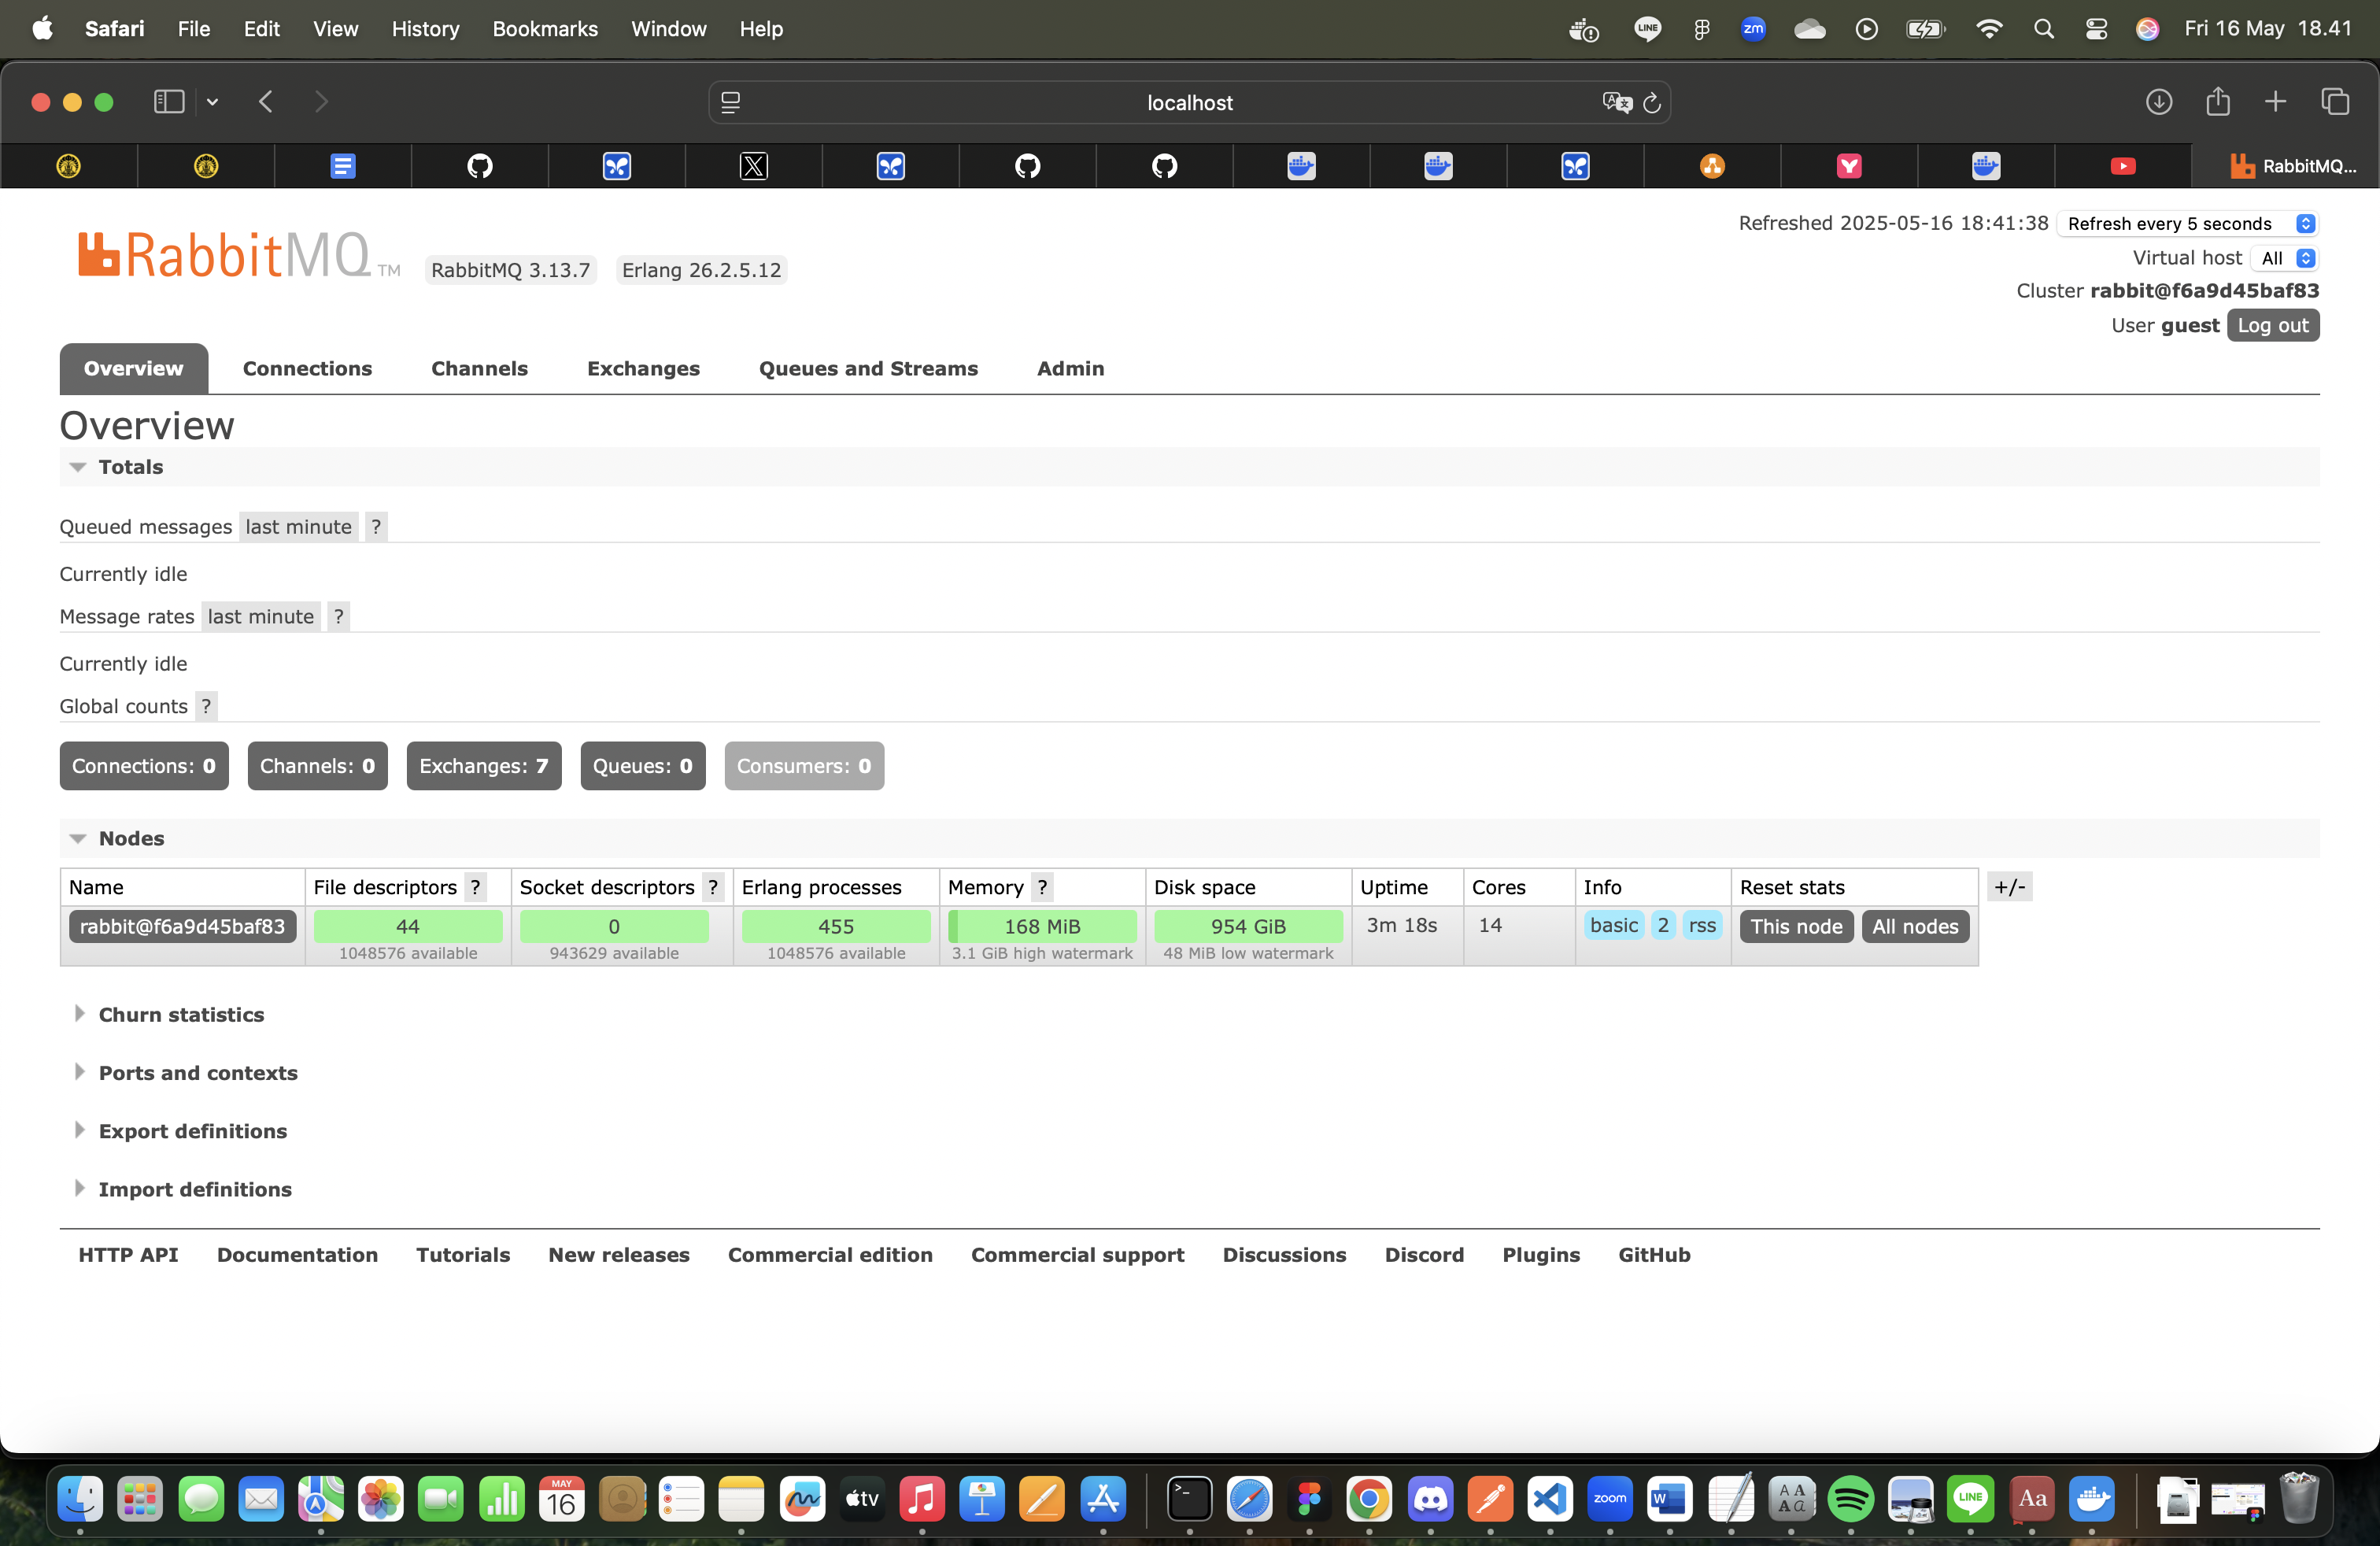 Safari File Edit View History Bookmarks Window Help LINE zm Fri 16 May 18.41
localhost
RabbitMQ...
Refreshed 2025-05-16 18:41:38 Refresh every 5 seconds
RabbitMQ TM RabbitMQ 3.13.7 Erlang 26.2.5.12
Virtual host All
Cluster rabbit@f6a9d45baf83
User guest Log out
Overview Connections Channels Exchanges Queues and Streams Admin
Overview
Totals
Queued messages last minute ?
Currently idle
Message rates last minute ?
Currently idle
Global counts ?
Connections: 0 Channels: 0 Exchanges: 7 Queues: 0 Consumers: 0
Nodes
Name File descriptors ? Socket descriptors ? Erlang processes Memory ? Disk space Uptime Cores Info Reset stats +/-
rabbit@f6a9d45baf83 44 0 455 168 MiB 954 GiB 3m 18s 14 basic 2 rss This node All nodes
1048576 available 943629 available 1048576 available 3.1 GiB high watermark 48 MiB low watermark
Churn statistics
Ports and contexts
Export definitions
Import definitions
HTTP API Documentation Tutorials New releases Commercial edition Commercial support Discussions Discord Plugins GitHub
MAY
16 tv zoom W LINE Aa